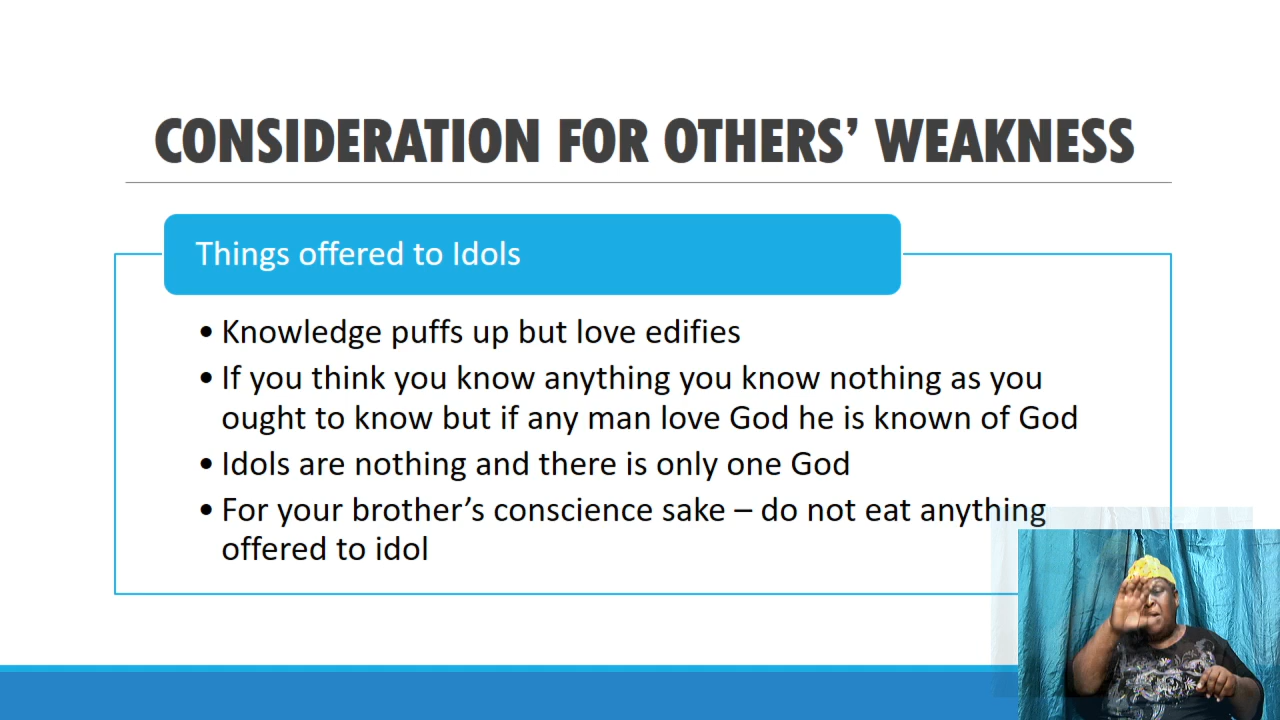 CONSIDERATION FOR OTHERS’ WEAKNESS
Things offered to Idols
• Knowledge puffs up but love edifies
• If you think you know anything you know nothing as you
ought to know but if any man love God he is known of God
• Idols are nothing and there is only one God
• For your brother’s conscience sake – do not eat anything
offered to idol